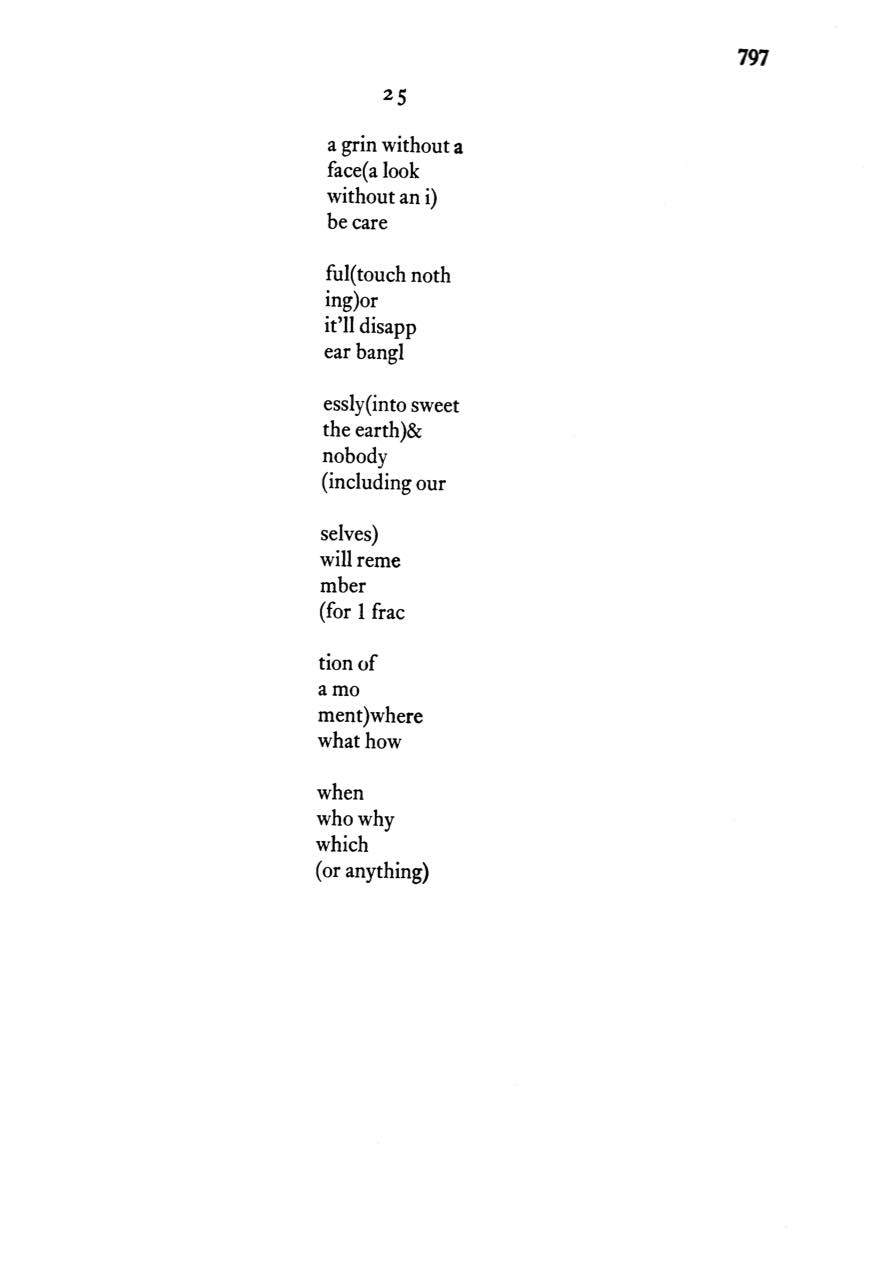 797
25
a grin without a
face(a look
without an i)
be care
ful(touch noth
ing)or
it'll disapp
ear bangl
essly(into sweet
the earth)&
nobody
(including our
selves)
will reme
mber
(for 1 frac
tion of
a mo
ment)where
what how
when
who why
which
(or anything)